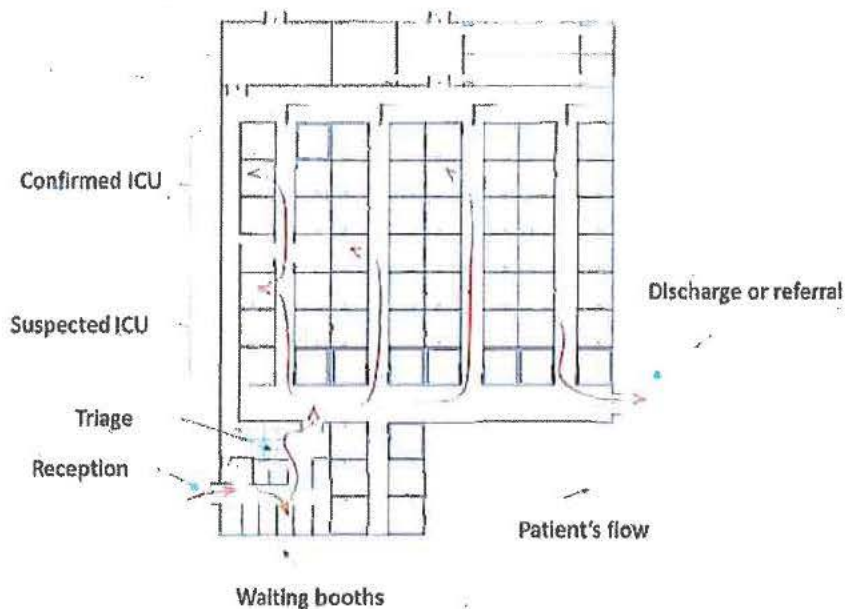 Confirmed ICU
Discharge or referral
Suspected ICU
Triage
Reception
Patient's flow
Waiting booths